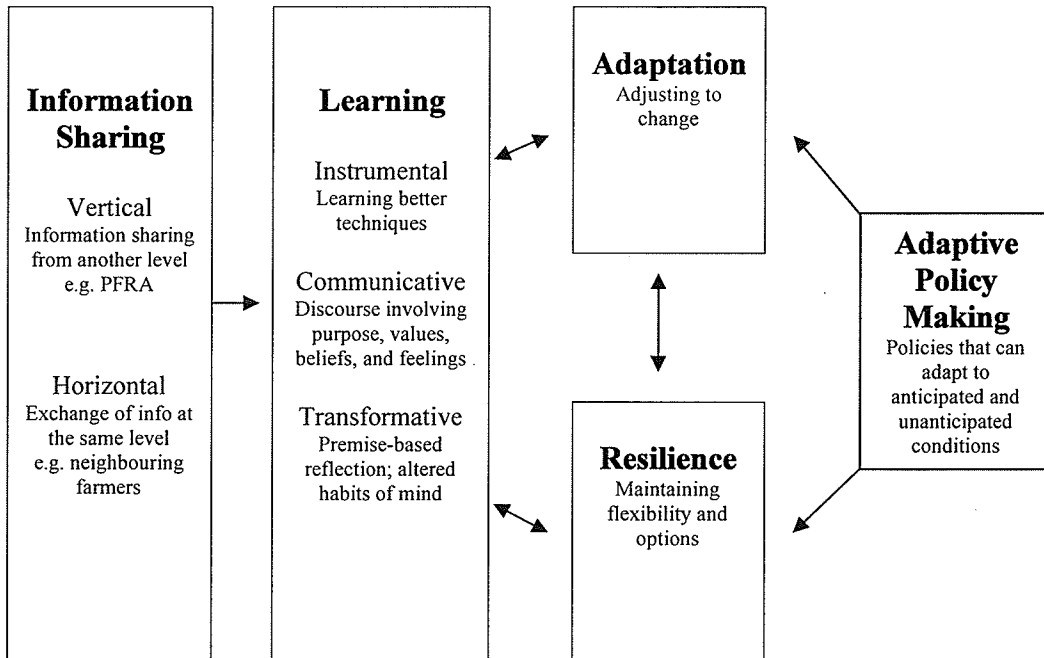 Information
Sharing
Vertical
Information sharing
from another level
e.g. PFRA
Horizontal
Exchange of info at
the same level
e.g. neighbouring
farmers
Learning
Instrumental
Learning better
techniques
Communicative
Discourse involving
purpose, values,
beliefs, and feelings
Transformative
Premise-based
reflection; altered
habits of mind
Adaptation
Adjusting to
change
Resilience
Maintaining
flexibility and
options
Adaptive
Policy
Making
Policies that can
adapt to
anticipated and
unanticipated
conditions